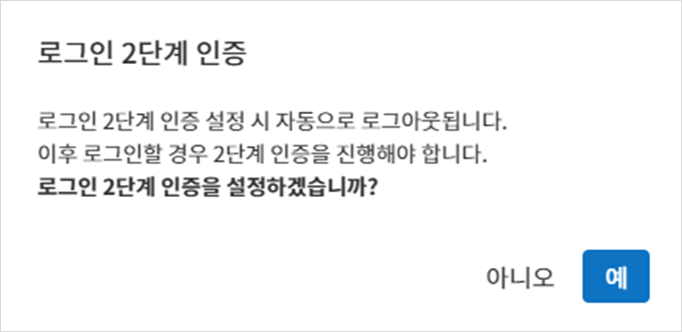 로그인 2단계 인증
로그인 2단계 인증 설정 시 자동으로 로그아웃됩니다.
이후 로그인할 경우 2단계 인증을 진행해야 합니다.
로그인 2단계 인증을 설정하겠습니까?
아니오
예